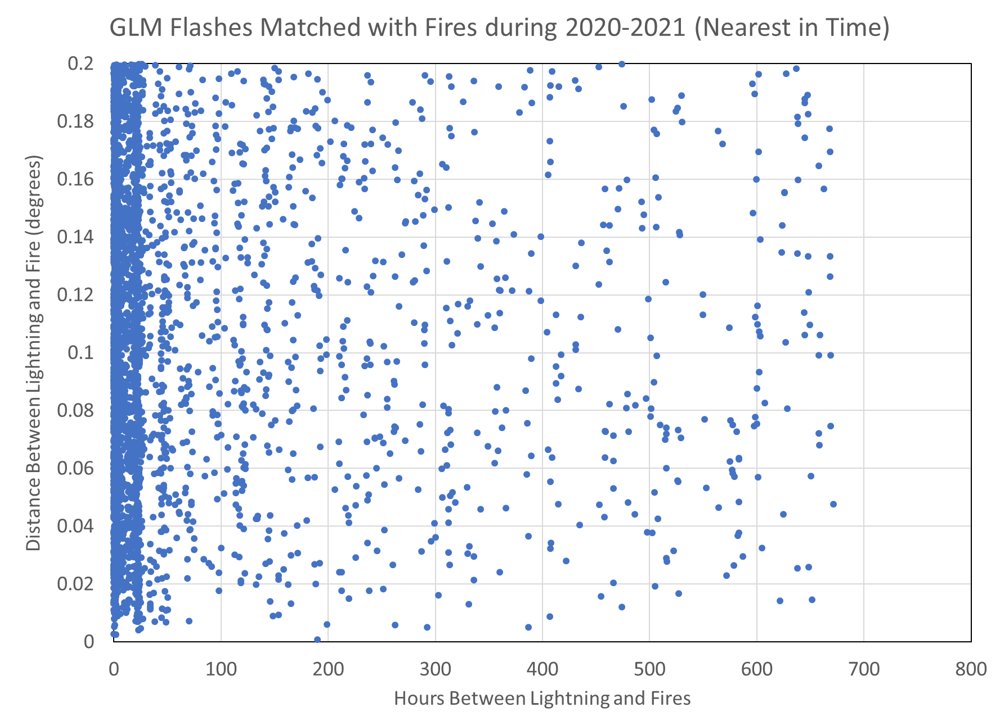 GLM Flashes Matched with Fires during 2020-2021 (Nearest in Time)
Distance Between Lightning and Fire (degrees)
0.2
0.18
0.16
0.14
0.12
0.1
0.08
0.06
0.04
0.02
0
0 100 200 300 400 500 600 700 800
Hours Between Lightning and Fires